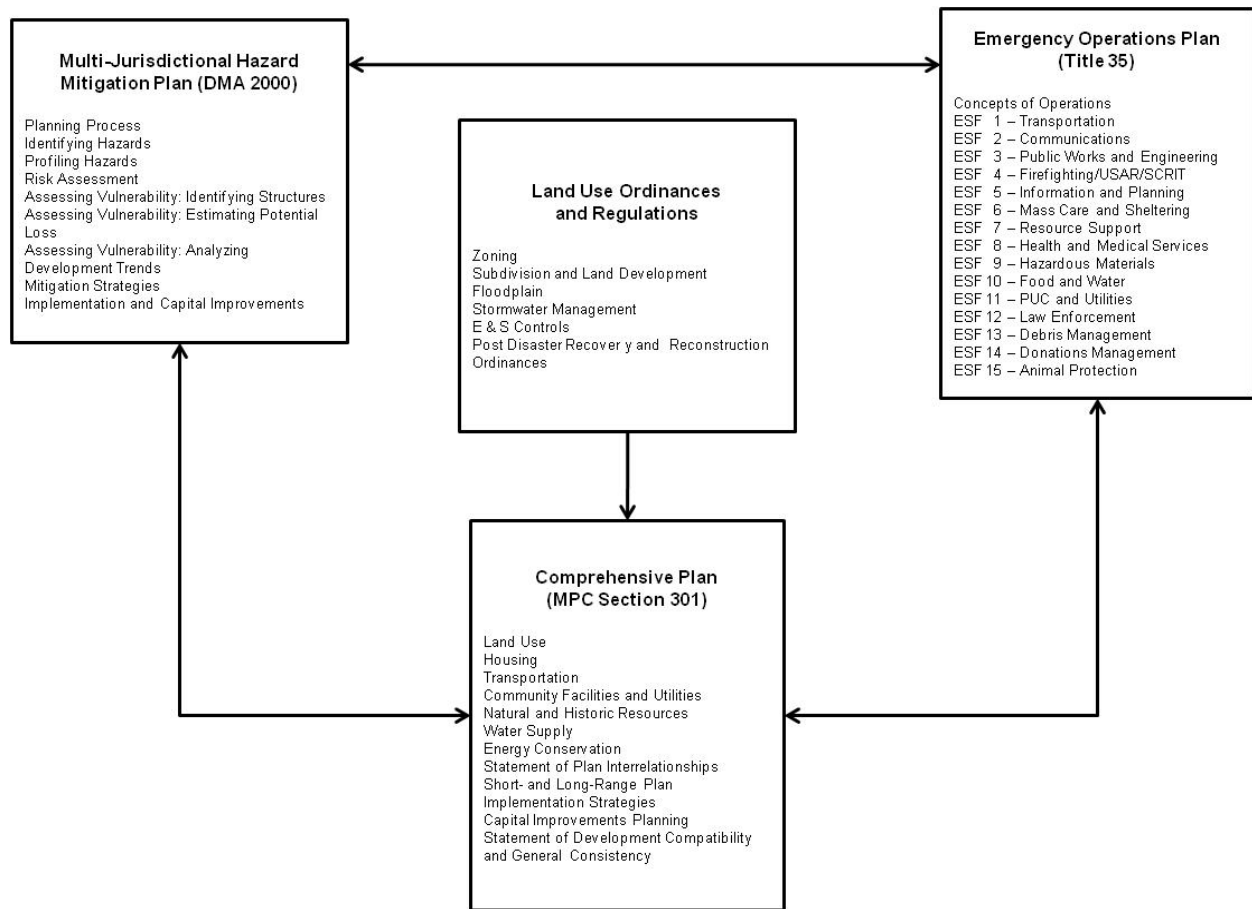 Multi-Jurisdictional Hazard
Mitigation Plan (DMA 2000)
Planning Process
Identifying Hazards
Profiling Hazards
Risk Assessment
Assessing Vulnerability: Identifying Structures
Assessing Vulnerability: Estimating Potential
Loss
Assessing Vulnerability: Analyzing
Development Trends
Mitigation Strategies
Implementation and Capital Improvements
Land Use Ordinances
and Regulations
Zoning
Subdivision and Land Development
Floodplain
Stormwater Management
E & S Controls
Post Disaster Recover y and Reconstruction
Ordinances
Emergency Operations Plan
(Title 35)
Concepts of Operations
ESF 1 – Transportation
ESF 2 – Communications
ESF 3 – Public Works and Engineering
ESF 4 – Firefighting/USAR/SCRIT
ESF 5 – Information and Planning
ESF 6 – Mass Care and Sheltering
ESF 7 – Resource Support
ESF 8 – Health and Medical Services
ESF 9 – Hazardous Materials
ESF 10 – Food and Water
ESF 11 – PUC and Utilities
ESF 12 – Law Enforcement
ESF 13 – Debris Management
ESF 14 – Donations Management
ESF 15 – Animal Protection
Comprehensive Plan
(MPC Section 301)
Land Use
Housing
Transportation
Community Facilities and Utilities
Natural and Historic Resources
Water Supply
Energy Conservation
Statement of Plan Interrelationships
Short- and Long-Range Plan
Implementation Strategies
Capital Improvements Planning
Statement of Development Compatibility
and General Consistency